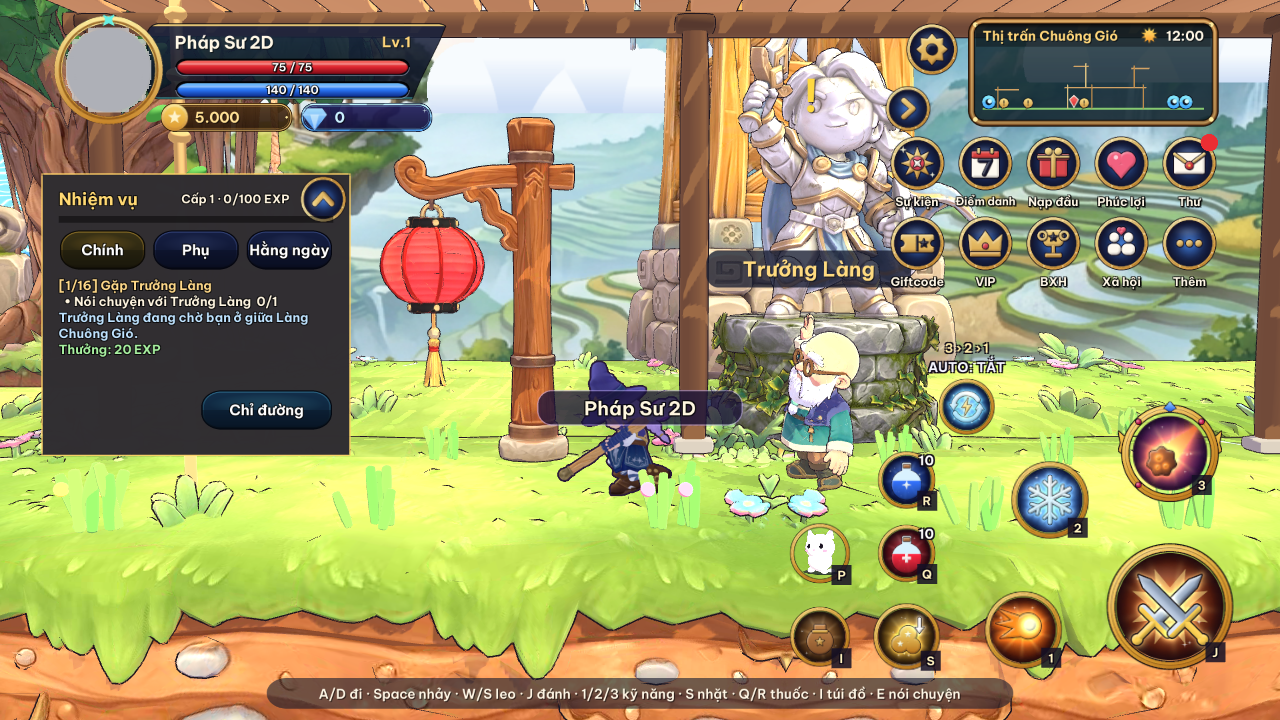 Pháp Sư 2D
Lv.1
75 / 75
140 / 140
5.000
0
Thị trấn Chuông Gió
12:00
Nhiệm vụ
Cấp 1 · 0/100 EXP
Chính
Phụ
Hằng ngày
[1/16] Gặp Trưởng Làng
• Nói chuyện với Trưởng Làng 0/1
Trưởng Làng đang chờ bạn ở giữa Làng
Chuông Gió.
Thưởng: 20 EXP
Chỉ đường
!
7
Sự kiện
Điểm danh
Nạp đầu
Phúc lợi
Thư
Giftcode
VIP
BXH
Xã hội
Thêm
Trưởng Làng
Pháp Sư 2D
3›2›1
AUTO: TẮT
10
R
10
Q
P
I
S
1
2
3
J
A/D đi · Space nhảy · W/S leo · J đánh · 1/2/3 kỹ năng · S nhặt · Q/R thuốc · I túi đồ · E nói chuyện